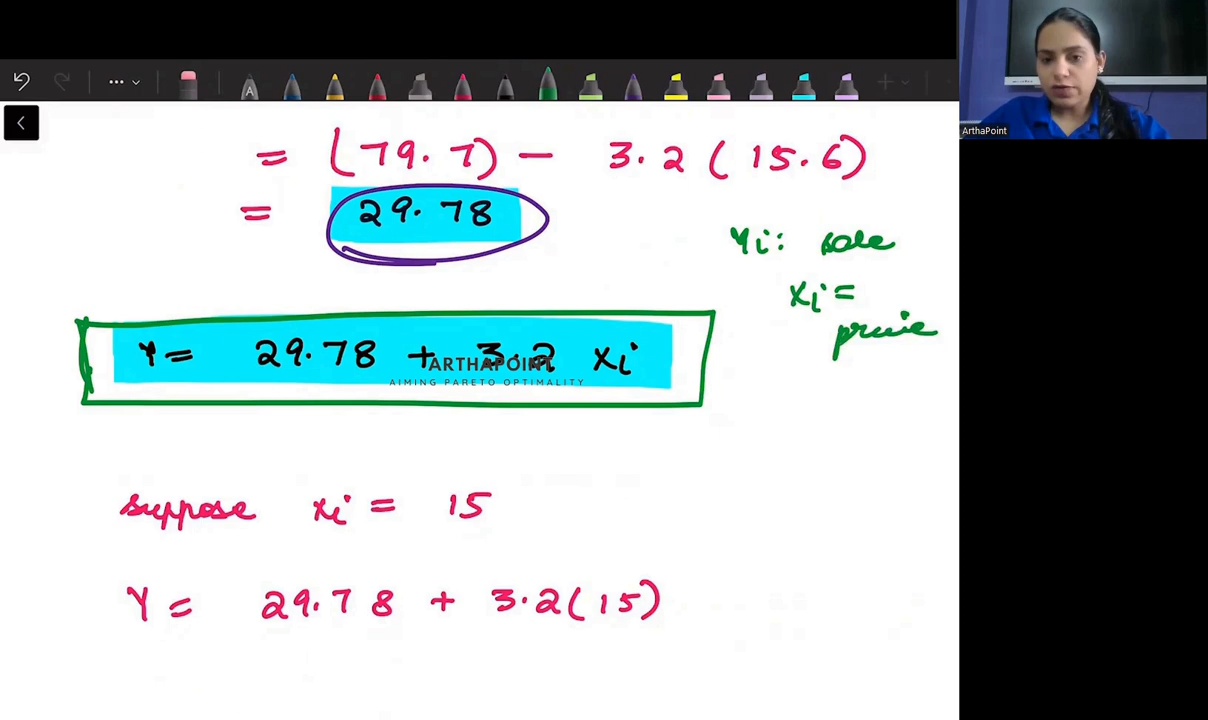 = (79.7) - 3.2 (15.6)
= 29.78
Yi: sale
Xi =
price
Y = 29.78 + 3.2 Xi
ARTHAPOINT
AIMING PARETO OPTIMALITY
suppose Xi = 15
Y = 29.78 + 3.2(15)
A
ArthaPoint